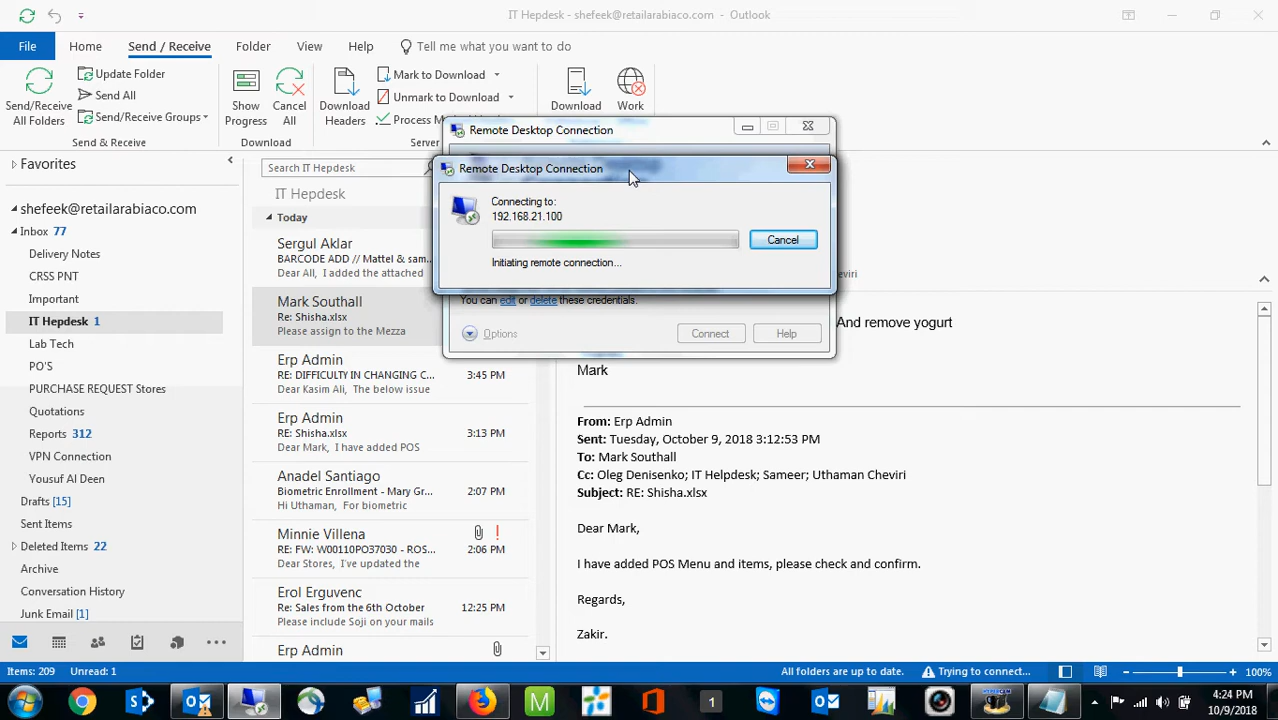 IT Hepdesk - shefeek@retailarabiaco.com - Outlook
File Home Send / Receive Folder View Help Tell me what you want to do
Send/Receive All Folders
Update Folder
Send All
Send/Receive Groups
Send & Receive
Show Progress
Cancel All
Download
Download Headers
Mark to Download
Unmark to Download
Process Ma
Server
Download
Work
Remote Desktop Connection
Remote Desktop Connection
Connecting to:
192.168.21.100
Cancel
Initiating remote connection...
You can edit or delete these credentials.
Options
Connect
Help
Favorites
shefeek@retailarabiaco.com
Inbox 77
Delivery Notes
CRSS PNT
Important
IT Hepdesk 1
Lab Tech
PO'S
PURCHASE REQUEST Stores
Quotations
Reports 312
VPN Connection
Yousuf Al Deen
Drafts [15]
Sent Items
Deleted Items 22
Archive
Conversation History
Junk Email [1]
Search IT Hepdesk
IT Hepdesk
Today
Sergul Aklar
BARCODE ADD // Mattel & sam...
Dear All, I added the attached
Mark Southall
Re: Shisha.xlsx
Please assign to the Mezza
Erp Admin
RE: DIFFICULTY IN CHANGING C... 3:45 PM
Dear Kasim Ali, The below issue
Erp Admin
RE: Shisha.xlsx 3:13 PM
Dear Mark, I have added POS
Anadel Santiago
Biometric Enrollment - Mary Gr... 2:07 PM
Hi Uthaman, For biometric
Minnie Villena
RE: FW: W00110PO37030 - ROS... 2:06 PM
Dear Stores, I've updated the
Erol Erguvenc
Re: Sales from the 6th October 12:25 PM
Please include Soji on your mails
Erp Admin
eviri
And remove yogurt
Mark
From: Erp Admin
Sent: Tuesday, October 9, 2018 3:12:53 PM
To: Mark Southall
Cc: Oleg Denisenko; IT Helpdesk; Sameer; Uthaman Cheviri
Subject: RE: Shisha.xlsx
Dear Mark,
I have added POS Menu and items, please check and confirm.
Regards,
Zakir.
Items: 209 Unread: 1 All folders are up to date. Trying to connect... 100%
1
4:24 PM
10/9/2018